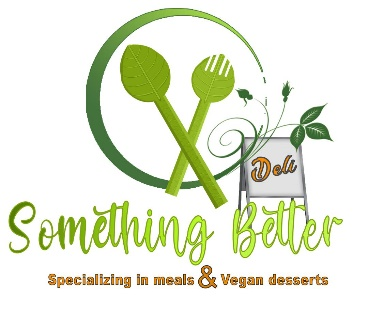 Deli
Something Better
Specializing in meals & Vegan desserts